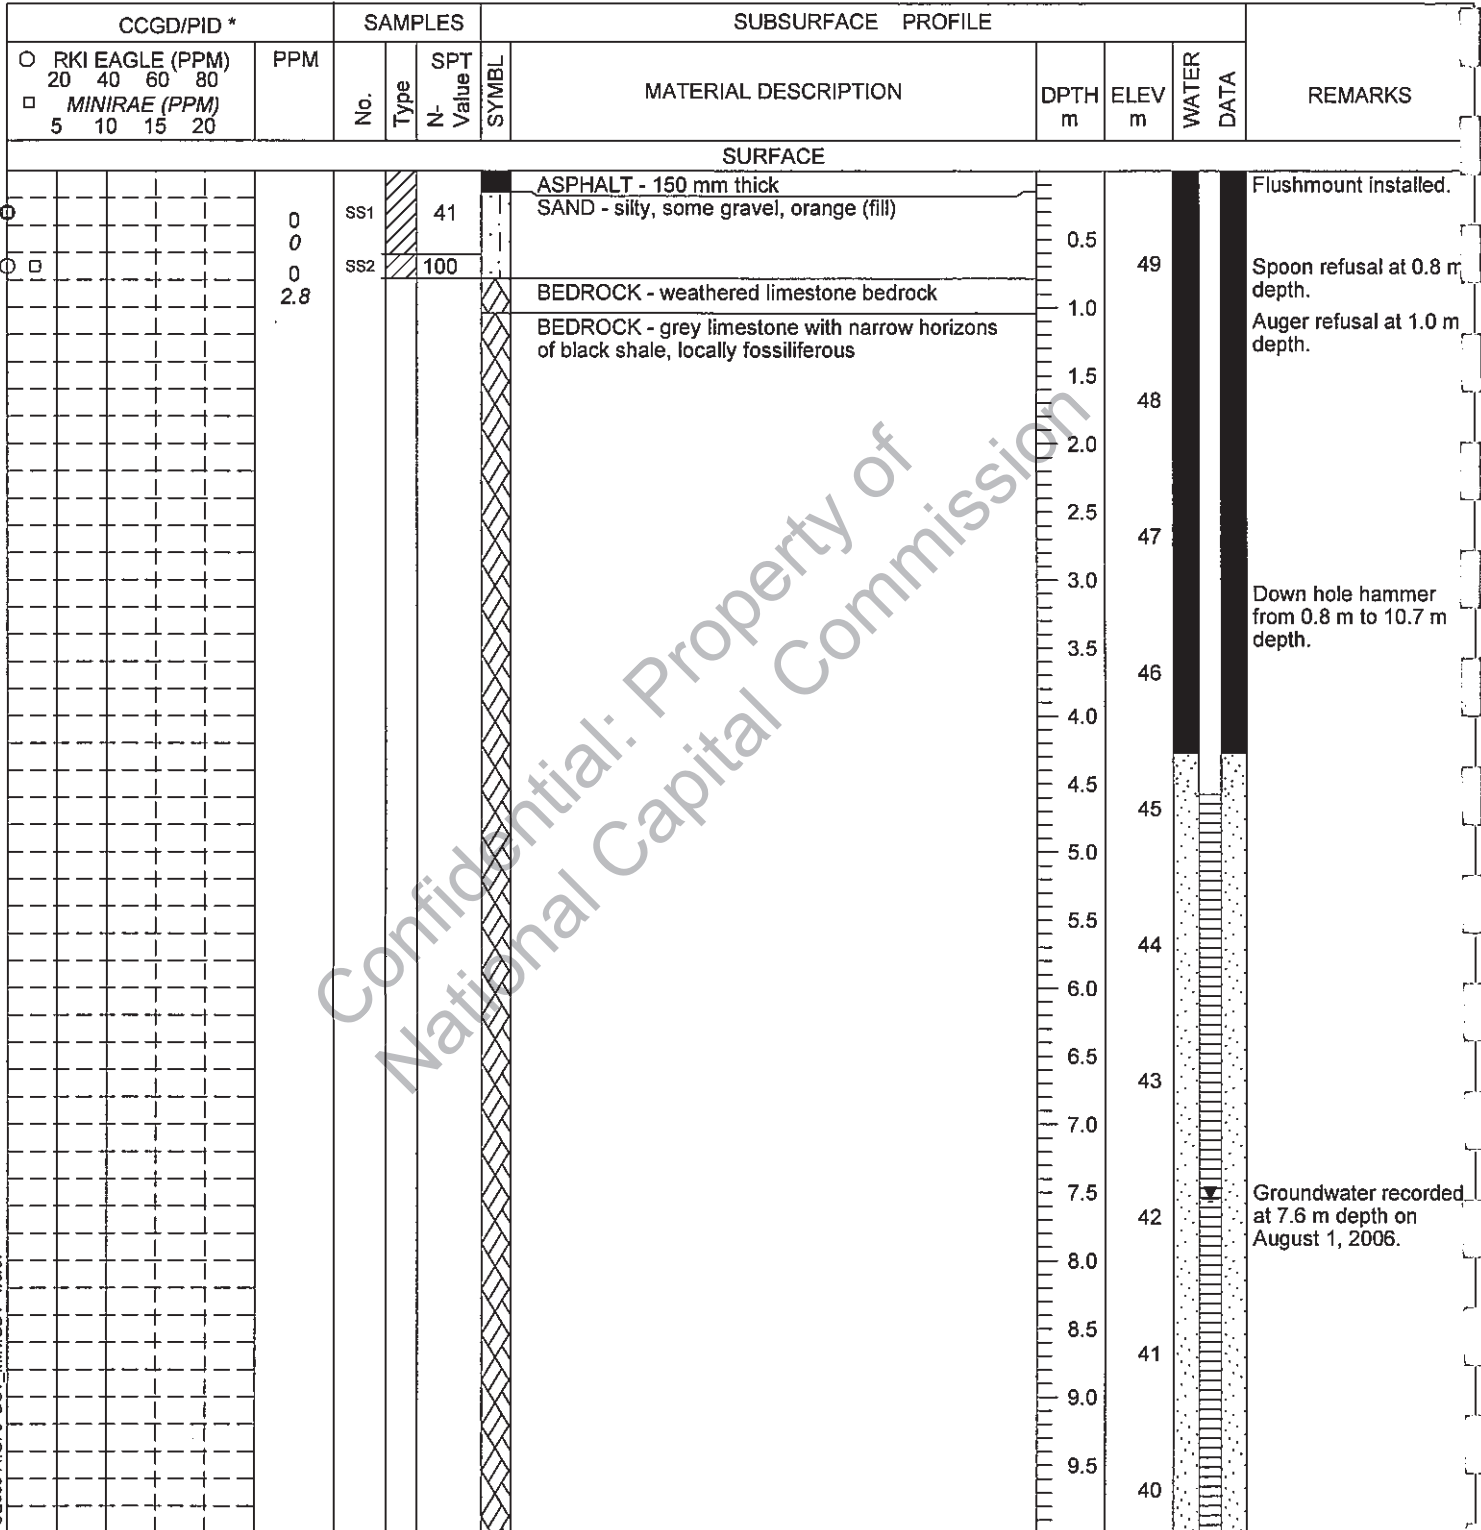 CCGD/PID *
SAMPLES
SUBSURFACE PROFILE
○ RKI EAGLE (PPM)
20 40 60 80
□ MINIRAE (PPM)
5 10 15 20
PPM
No.
Type
SPT
N-
Value
SYMBL
MATERIAL DESCRIPTION
DPTH
m
ELEV
m
WATER
DATA
REMARKS
SURFACE
ASPHALT - 150 mm thick
Flushmount installed.
0
0
SS1
41
SAND - silty, some gravel, orange (fill)
0.5
0
2.8
SS2
100
49
Spoon refusal at 0.8 m
depth.
BEDROCK - weathered limestone bedrock
1.0
BEDROCK - grey limestone with narrow horizons
of black shale, locally fossiliferous
Auger refusal at 1.0 m
depth.
1.5
48
2.0
2.5
47
3.0
Down hole hammer
from 0.8 m to 10.7 m
depth.
3.5
46
4.0
4.5
45
5.0
5.5
44
6.0
6.5
43
7.0
7.5
Groundwater recorded
at 7.6 m depth on
August 1, 2006.
42
8.0
8.5
41
9.0
9.5
40
Confidential: Property of
National Capital Commission